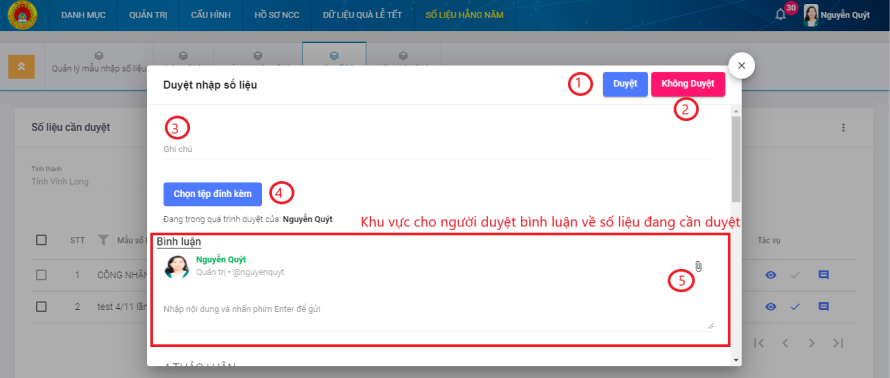 DANH MỤC QUẢN TRỊ CẤU HÌNH HỒ SƠ NCC DỮ LIỆU QUÀ LỄ TẾT SỐ LIỆU HẰNG NĂM 30 Nguyễn Quýt
Quản lý mẫu nhập số liệu
Duyệt nhập số liệu 1 Duyệt Không Duyệt
2
Số liệu cần duyệt
3
Ghi chú
Tỉnh thành
Tỉnh Vĩnh Long
Chọn tệp đính kèm 4
Đang trong quá trình duyệt của: Nguyễn Quýt
Khu vực cho người duyệt bình luận về số liệu đang cần duyệt
STT Mẫu số Tác vụ
Bình luận
Nguyễn Quýt
Quản trị - @nguyenquyt
5
1 CÔNG NHÂN
2 test 4/11 lần
Nhập nội dung và nhấn phím Enter để gửi